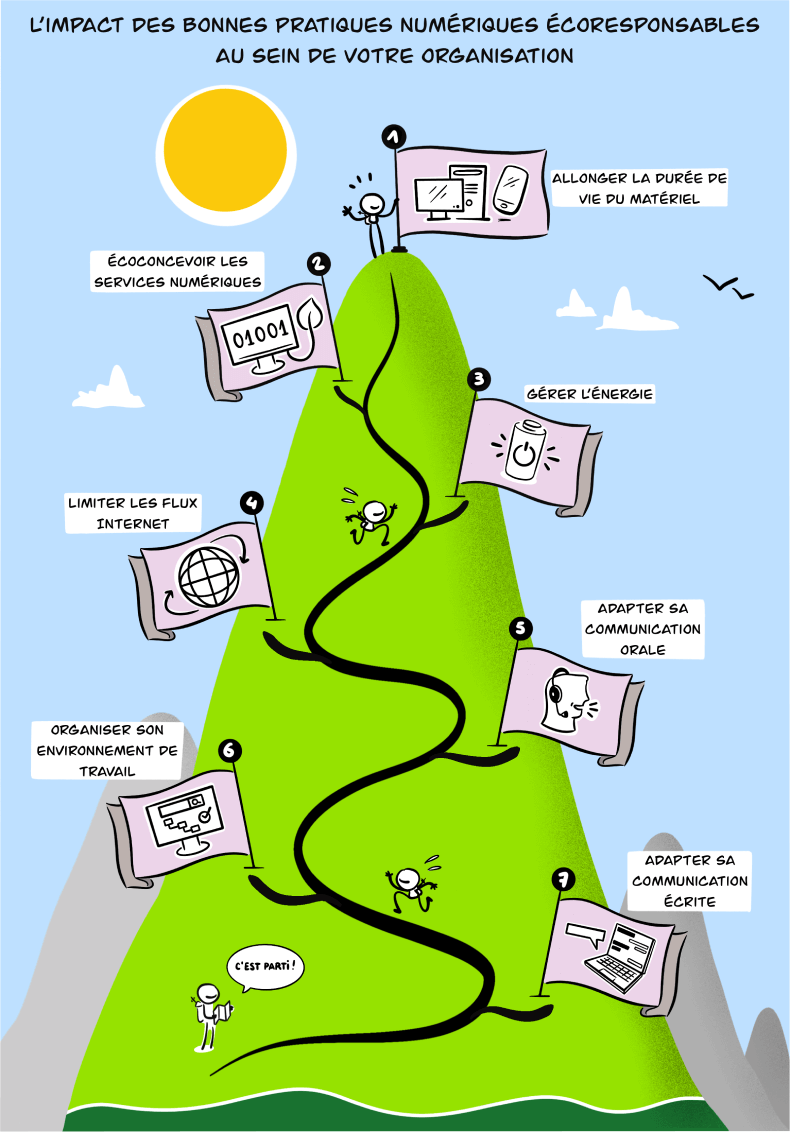 L'IMPACT DES BONNES PRATIQUES NUMÉRIQUES ÉCORESPONSABLES
AU SEIN DE VOTRE ORGANISATION
1
ALLONGER LA DURÉE DE
VIE DU MATÉRIEL
2
ÉCOCONCEVOIR LES
SERVICES NUMÉRIQUES
01001
3
GÉRER L'ÉNERGIE
4
LIMITER LES FLUX
INTERNET
5
ADAPTER SA
COMMUNICATION
ORALE
6
ORGANISER SON
ENVIRONNEMENT DE
TRAVAIL
7
ADAPTER SA
COMMUNICATION
ÉCRITE
C'EST PARTI !